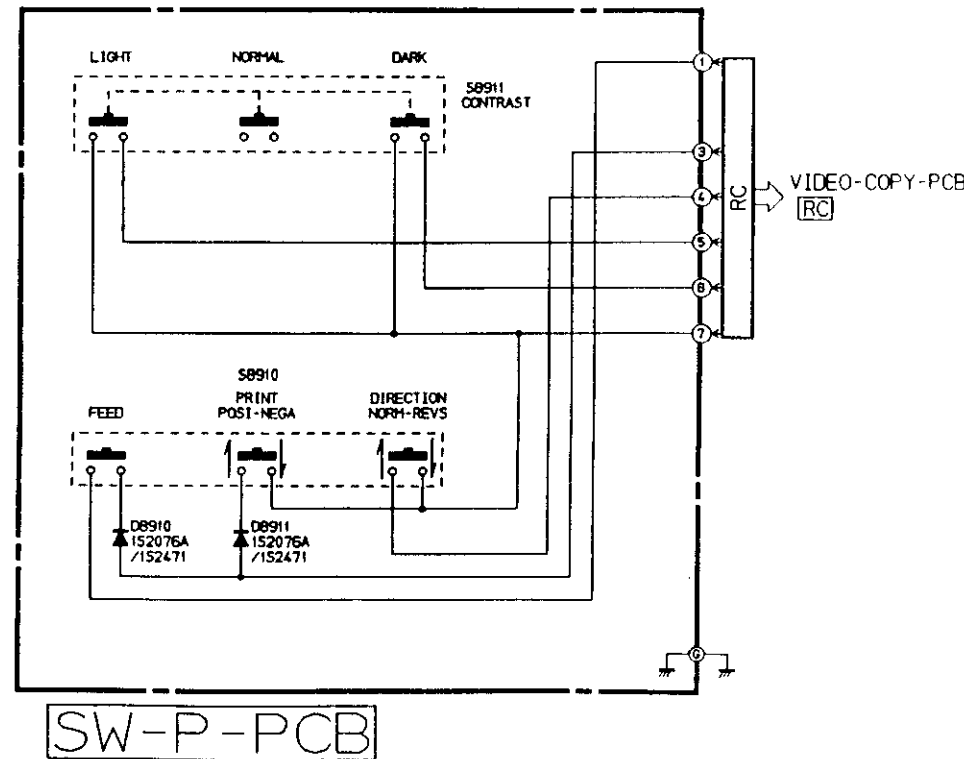 LIGHT NORMAL DARK
S8911
CONTRAST
1
3
4
5
6
7
RC
VIDEO-COPY-PCB
RC
S8910
FEED
PRINT
POSI-NEGA
DIRECTION
NORM-REVS
D8910
1S2076A
/1S2471
D8911
1S2076A
/1S2471
G
SW-P-PCB